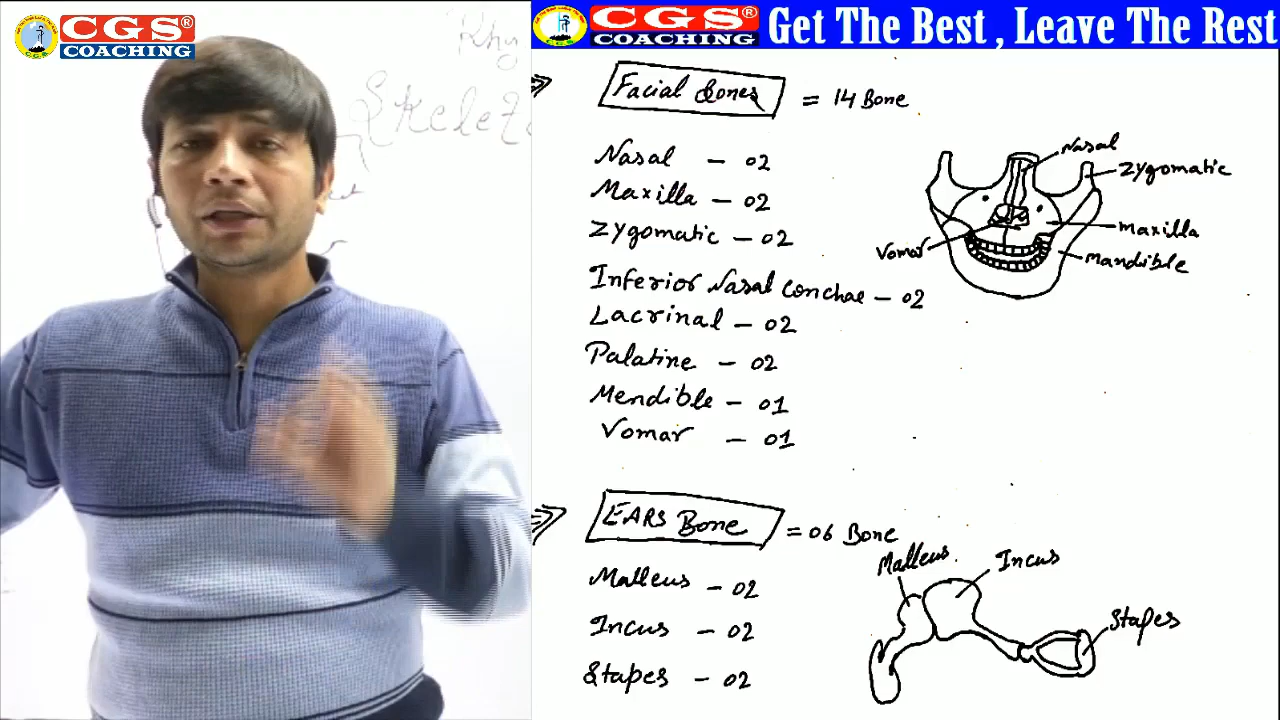 CGS
COACHING
CGS
COACHING
Get The Best, Leave The Rest
Facial Bones = 14 Bone
Nasal - 02
Maxilla - 02
Zygomatic - 02
Inferior Nasal Conchae - 02
Lacrinal - 02
Palatine - 02
Mendible - 01
Vomar - 01
Nasal
Zygomatic
maxilla
Vomar
Mandible
EARS Bone = 06 Bone
Malleus - 02
Incus - 02
Stapes - 02
Malleus
Incus
Stapes